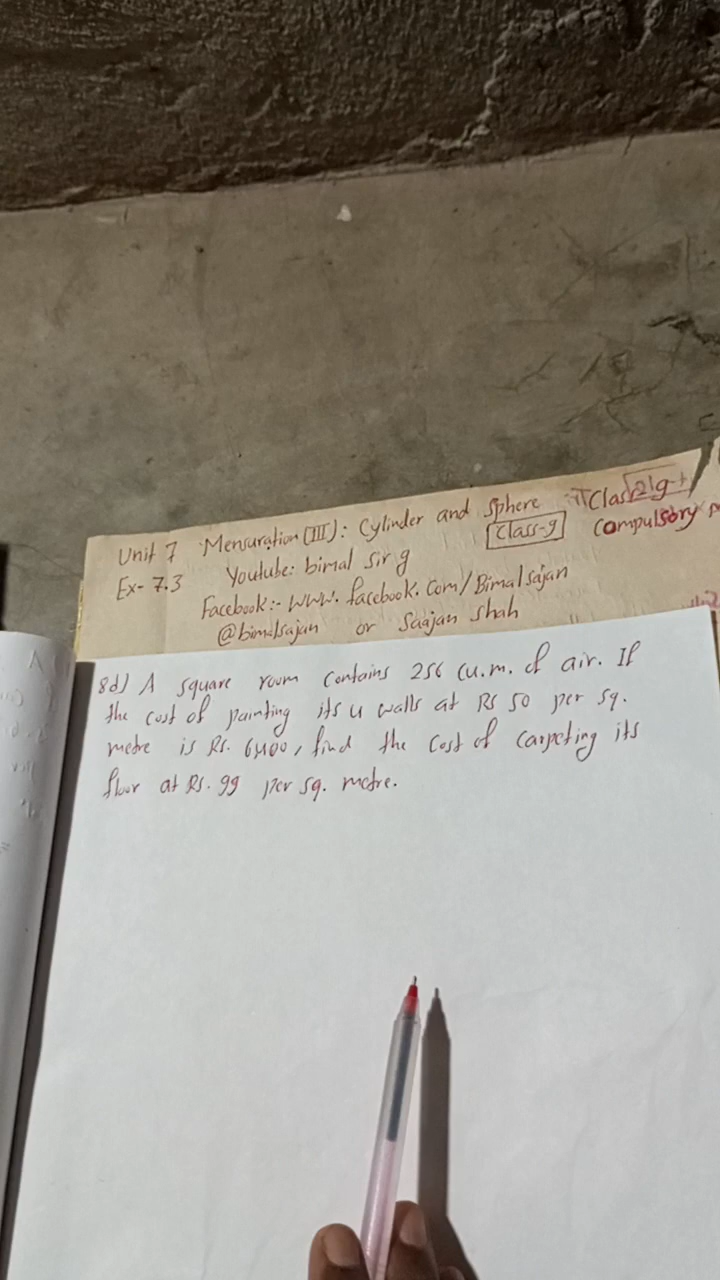 Unit 7 Mensuration (III): Cylinder and Sphere
Ex- 7.3 Youtube: bimal sir g Class-9 Compulsory
Facebook:- www.facebook.com/Bimalsajan
@bimalsajan or Saajan Shah
8d) A square room contains 256 cu.m. of air. If
the cost of painting its 4 walls at Rs 50 per sq.
metre is Rs. 6400, find the cost of carpeting its
floor at Rs. 99 per sq. metre.